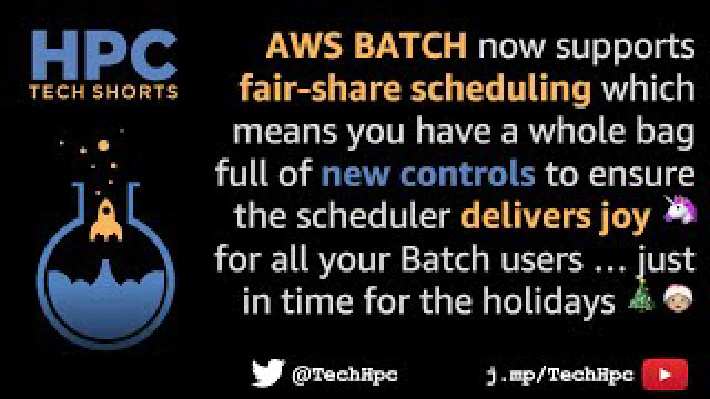 HPC
TECH SHORTS
AWS BATCH now supports
fair-share scheduling which
means you have a whole bag
full of new controls to ensure
the scheduler delivers joy 🦄
for all your Batch users ... just
in time for the holidays 🎄🤶🏼
@TechHpc
j.mp/TechHpc